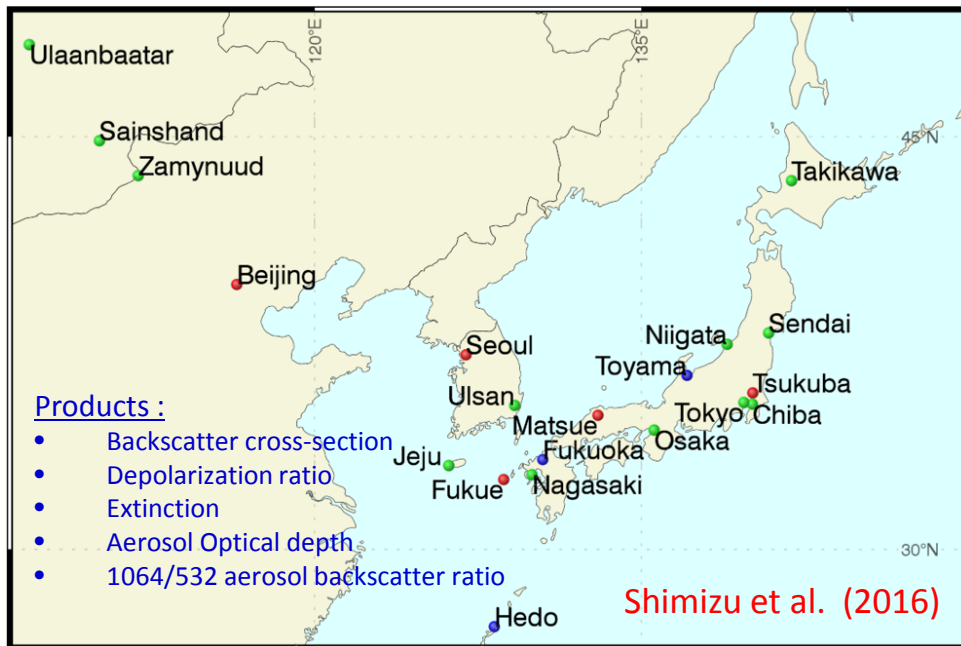 120°E
135°E
Ulaanbaatar
Sainshand
45°N
Zamynuud
Takikawa
Beijing
Sendai
Niigata
Seoul
Toyama
Tsukuba
Ulsan
Tokyo
Chiba
Matsue
Osaka
Fukuoka
Jeju
Fukue
Nagasaki
Products :
• Backscatter cross-section
• Depolarization ratio
• Extinction
• Aerosol Optical depth
• 1064/532 aerosol backscatter ratio
30°N
Shimizu et al. (2016)
Hedo